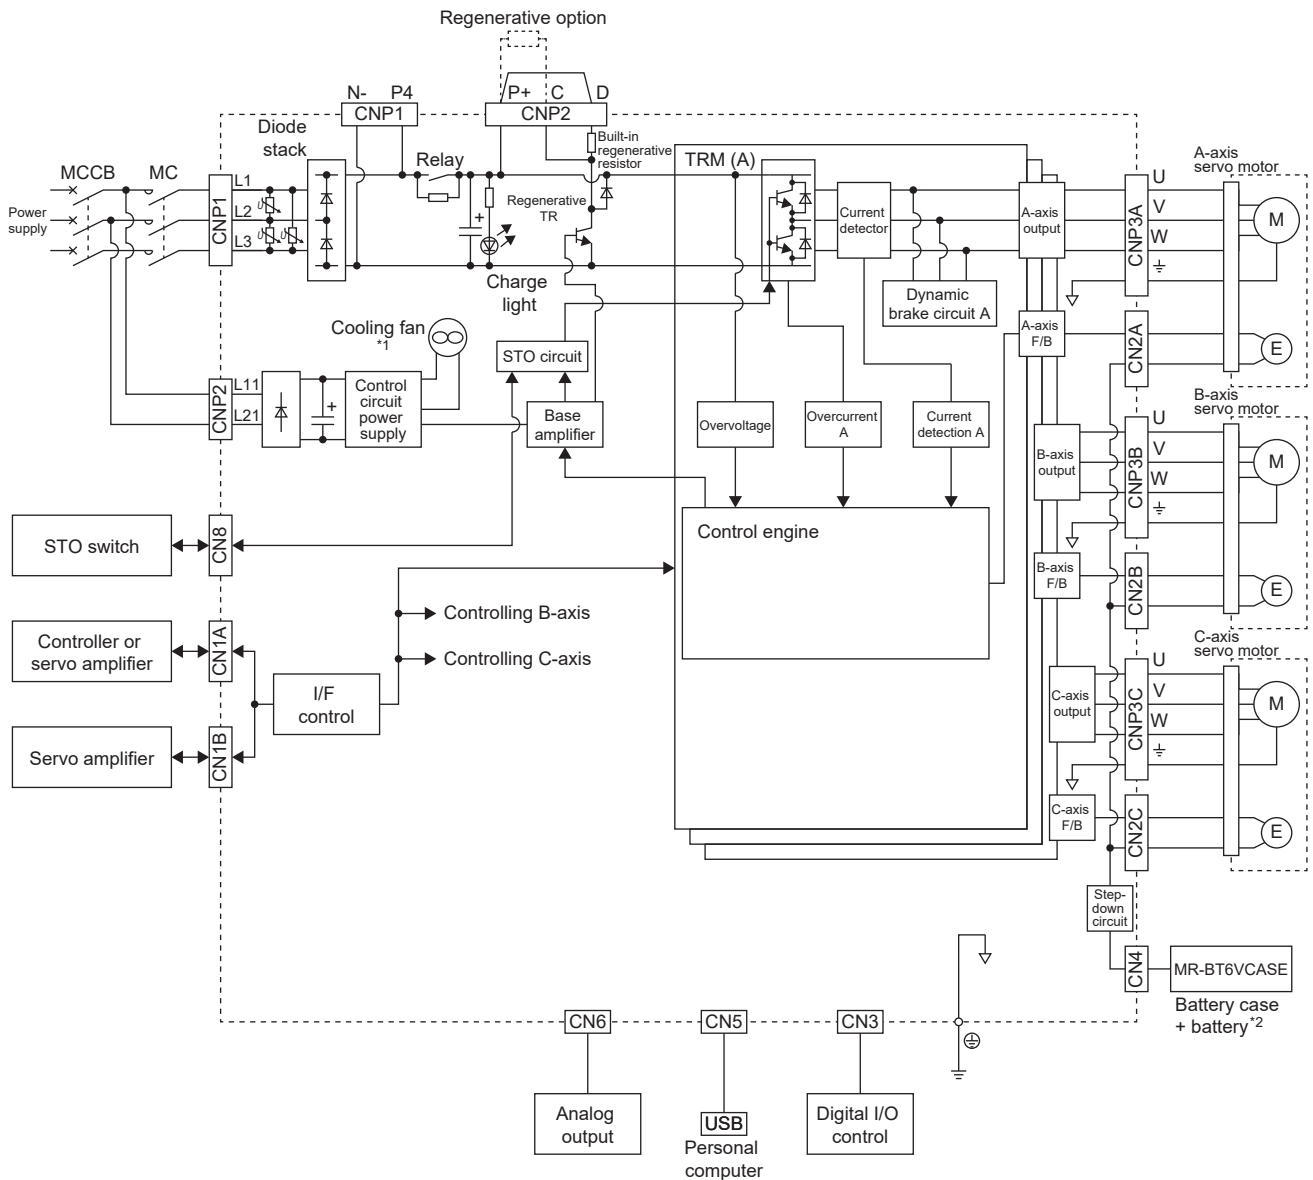 Regenerative option
N- P4
P+ C D
CNP1
CNP2
Diode
stack
Built-in
regenerative
resistor
TRM (A)
A-axis
servo motor
MCCB MC
Relay
Power
supply
CNP1
L1
L2
L3
Regenerative
TR
+
Charge
light
Current
detector
A-axis
output
CNP3A
U
V
W
M
Dynamic
brake circuit A
Cooling fan
*1
STO circuit
A-axis
F/B
CN2A
E
CNP2
L11
L21
+
Control
circuit
power
supply
Base
amplifier
Overvoltage
Overcurrent
A
Current
detection A
B-axis
servo motor
B-axis
output
CNP3B
U
V
W
M
STO switch
CN8
Control engine
B-axis
F/B
CN2B
E
Controlling B-axis
Controller or
servo amplifier
CN1A
Controlling C-axis
C-axis
servo motor
I/F
control
C-axis
output
CNP3C
U
V
W
M
Servo amplifier
CN1B
C-axis
F/B
CN2C
E
Step-
down
circuit
CN4
MR-BT6VCASE
Battery case
+ battery*2
CN6
CN5
CN3
Analog
output
USB
Personal
computer
Digital I/O
control